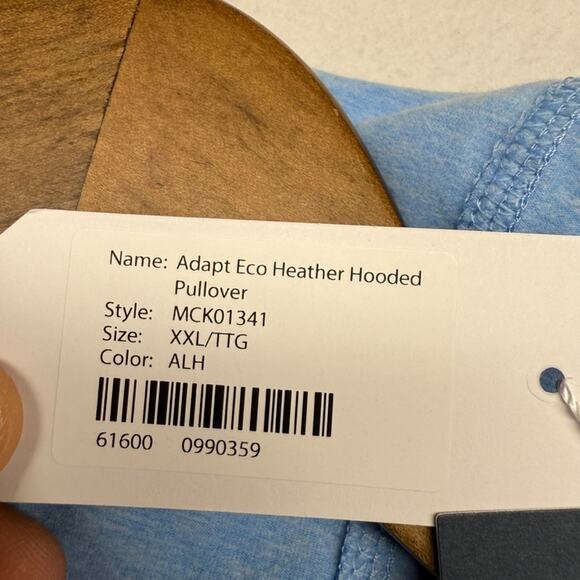 Name: Adapt Eco Heather Hooded
Pullover
Style: MCK01341
Size: XXL/TTG
Color: ALH
61600 0990359